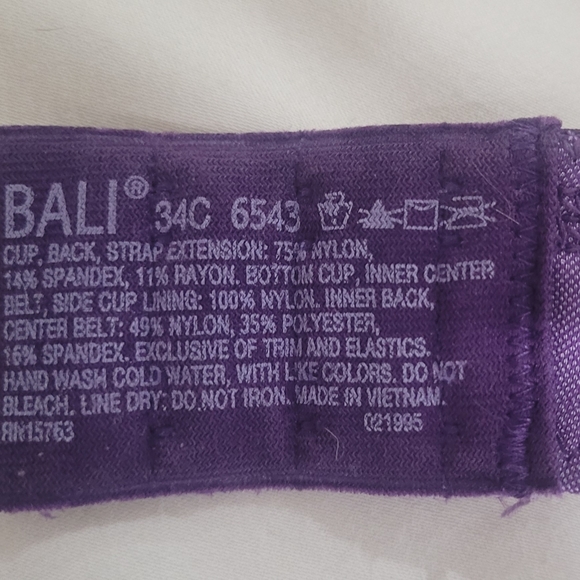 BALI® 34C 6543
CUP, BACK, STRAP EXTENSION: 75% NYLON,
14% SPANDEX, 11% RAYON. BOTTOM CUP, INNER CENTER
BELT, SIDE CUP LINING: 100% NYLON. INNER BACK,
CENTER BELT: 49% NYLON, 35% POLYESTER,
16% SPANDEX. EXCLUSIVE OF TRIM AND ELASTICS.
HAND WASH COLD WATER, WITH LIKE COLORS. DO NOT
BLEACH. LINE DRY: DO NOT IRON. MADE IN VIETNAM.
RN15763 021995